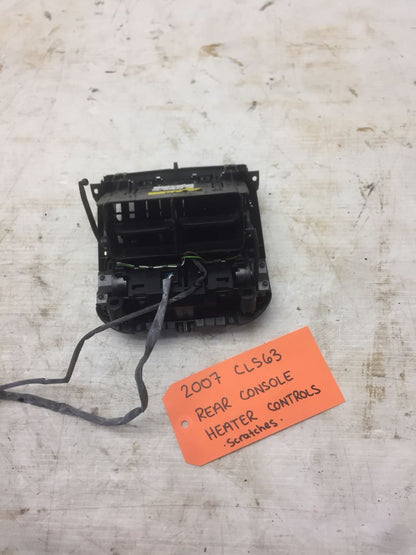 2007 CLS63
REAR CONSOLE
HEATER CONTROLS
. scratches.